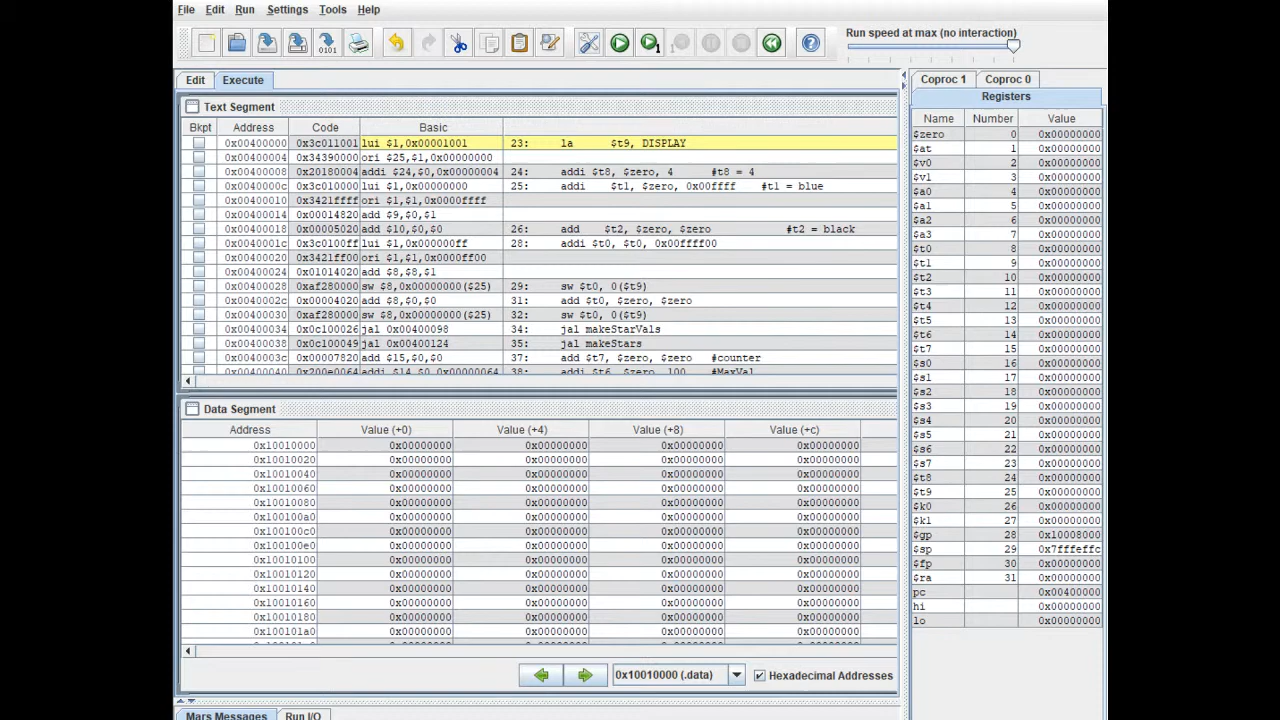 File Edit Run Settings Tools Help
Run speed at max (no interaction)
Edit Execute
Coproc 1 Coproc 0
Registers
Text Segment
Bkpt Address Code Basic
0x00400000 0x3c011001 lui $1,0x00001001 23: la $t9, DISPLAY
0x00400004 0x34390000 ori $25,$1,0x00000000
0x00400008 0x20180004 addi $24,$0,0x00000004 24: addi $t8, $zero, 4 #t8 = 4
0x0040000c 0x3c010000 lui $1,0x00000000 25: addi $t1, $zero, 0x00ffff #t1 = blue
0x00400010 0x3421ffff ori $1,$1,0x0000ffff
0x00400014 0x00014820 add $9,$0,$1
0x00400018 0x00005020 add $10,$0,$0 26: add $t2, $zero, $zero #t2 = black
0x0040001c 0x3c0100ff lui $1,0x000000ff 28: addi $t0, $t0, 0x00ffff00
0x00400020 0x3421ff00 ori $1,$1,0x0000ff00
0x00400024 0x01014020 add $8,$8,$1
0x00400028 0xaf280000 sw $8,0x00000000($25) 29: sw $t0, 0($t9)
0x0040002c 0x00004020 add $8,$0,$0 31: add $t0, $zero, $zero
0x00400030 0xaf280000 sw $8,0x00000000($25) 32: sw $t0, 0($t9)
0x00400034 0x0c100026 jal 0x00400098 34: jal makeStarVals
0x00400038 0x0c100049 jal 0x00400124 35: jal makeStars
0x0040003c 0x00007820 add $15,$0,$0 37: add $t7, $zero, $zero #counter
0x00400040 0x200e0064 addi $14,$0,0x00000064 38: addi $t6, $zero, 100 #MaxVal
Data Segment
Address Value (+0) Value (+4) Value (+8) Value (+c)
0x10010000 0x00000000 0x00000000 0x00000000 0x00000000
0x10010020 0x00000000 0x00000000 0x00000000 0x00000000
0x10010040 0x00000000 0x00000000 0x00000000 0x00000000
0x10010060 0x00000000 0x00000000 0x00000000 0x00000000
0x10010080 0x00000000 0x00000000 0x00000000 0x00000000
0x100100a0 0x00000000 0x00000000 0x00000000 0x00000000
0x100100c0 0x00000000 0x00000000 0x00000000 0x00000000
0x100100e0 0x00000000 0x00000000 0x00000000 0x00000000
0x10010100 0x00000000 0x00000000 0x00000000 0x00000000
0x10010120 0x00000000 0x00000000 0x00000000 0x00000000
0x10010140 0x00000000 0x00000000 0x00000000 0x00000000
0x10010160 0x00000000 0x00000000 0x00000000 0x00000000
0x10010180 0x00000000 0x00000000 0x00000000 0x00000000
0x100101a0 0x00000000 0x00000000 0x00000000 0x00000000
0x10010000 (.data) Hexadecimal Addresses
Mars Messages Run I/O
Name Number Value
$zero 0 0x00000000
$at 1 0x00000000
$v0 2 0x00000000
$v1 3 0x00000000
$a0 4 0x00000000
$a1 5 0x00000000
$a2 6 0x00000000
$a3 7 0x00000000
$t0 8 0x00000000
$t1 9 0x00000000
$t2 10 0x00000000
$t3 11 0x00000000
$t4 12 0x00000000
$t5 13 0x00000000
$t6 14 0x00000000
$t7 15 0x00000000
$s0 16 0x00000000
$s1 17 0x00000000
$s2 18 0x00000000
$s3 19 0x00000000
$s4 20 0x00000000
$s5 21 0x00000000
$s6 22 0x00000000
$s7 23 0x00000000
$t8 24 0x00000000
$t9 25 0x00000000
$k0 26 0x00000000
$k1 27 0x00000000
$gp 28 0x10008000
$sp 29 0x7fffeffc
$fp 30 0x00000000
$ra 31 0x00000000
pc 0x00400000
hi 0x00000000
lo 0x00000000